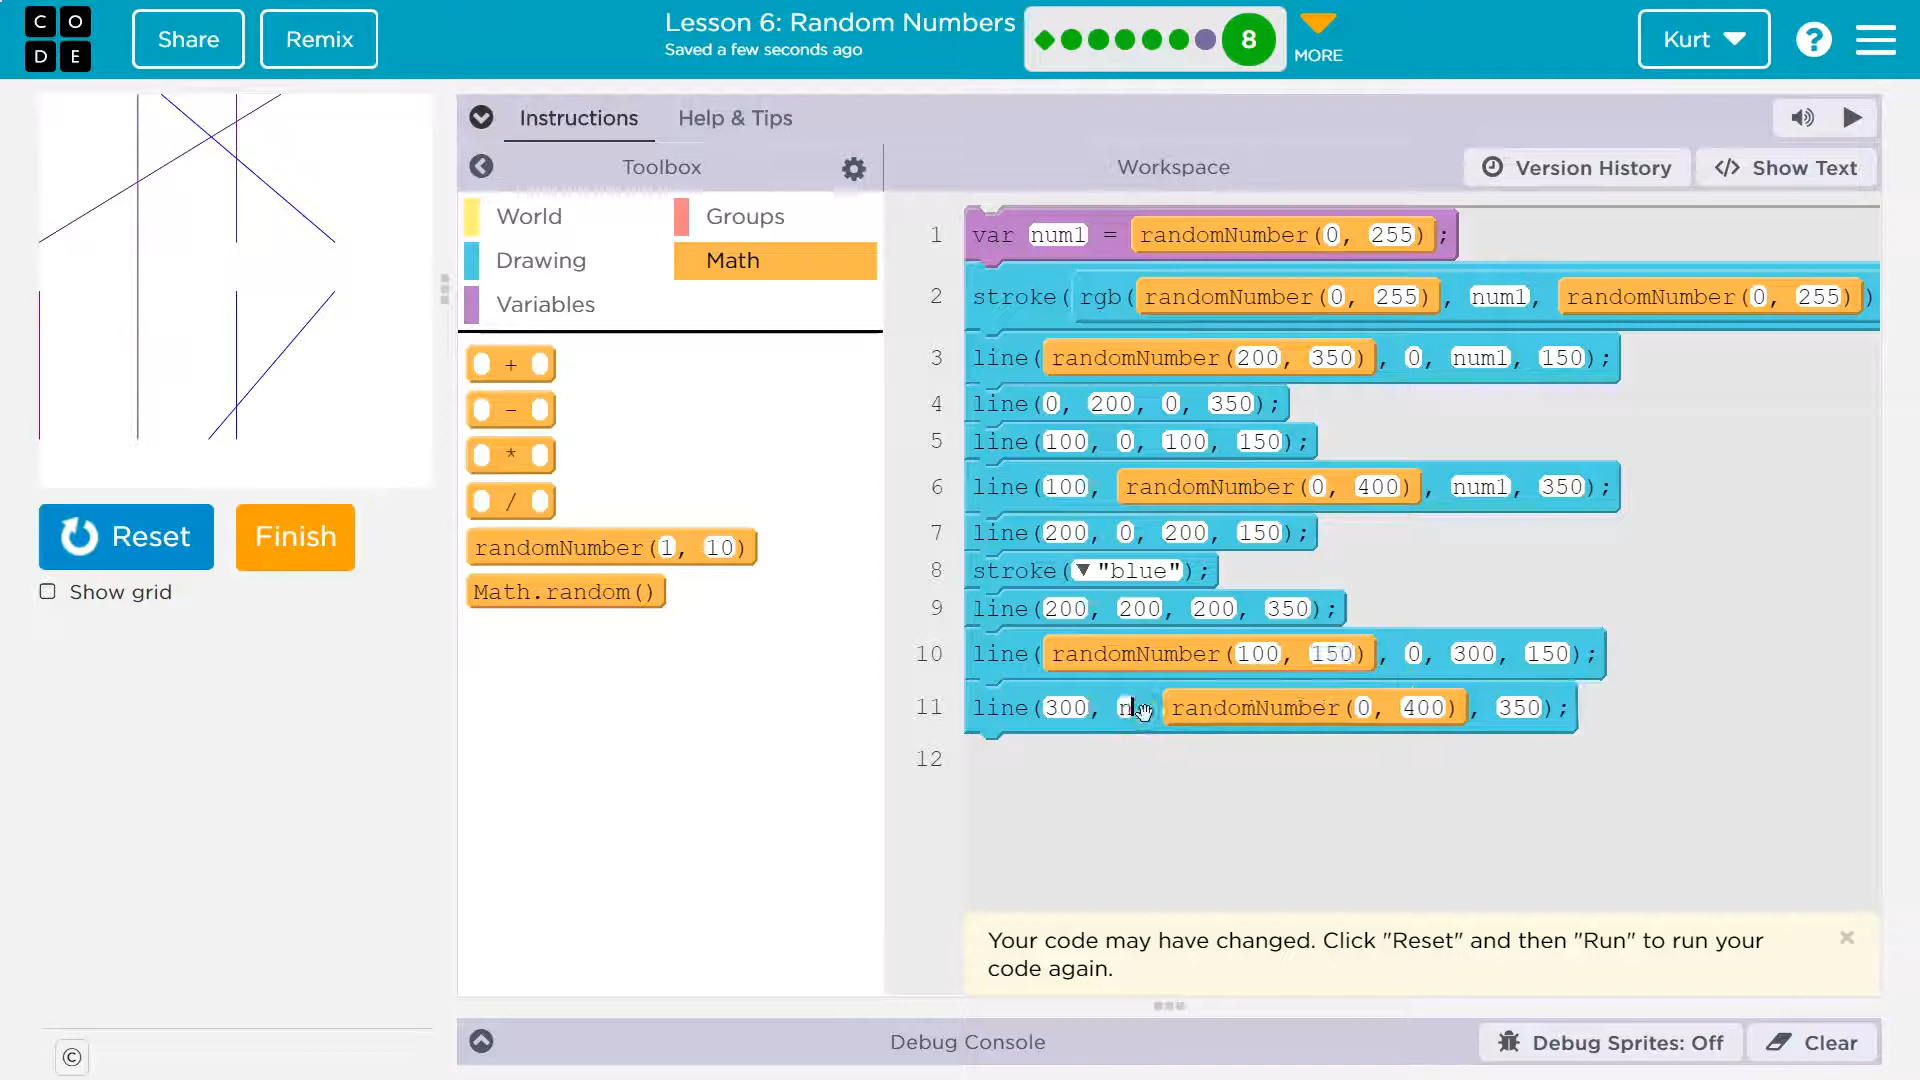 C O
D E
Share
Remix
Lesson 6: Random Numbers
Saved a few seconds ago
8
MORE
Kurt
?
Instructions
Help & Tips
Toolbox
Workspace
Version History
</> Show Text
World
Groups
Drawing
Math
Variables
+
-
*
/
randomNumber(1, 10)
Math.random()
1 var num1 = randomNumber(0, 255);
2 stroke(rgb(randomNumber(0, 255), num1, randomNumber(0, 255))
3 line(randomNumber(200, 350), 0, num1, 150);
4 line(0, 200, 0, 350);
5 line(100, 0, 100, 150);
6 line(100, randomNumber(0, 400), num1, 350);
7 line(200, 0, 200, 150);
8 stroke("blue");
9 line(200, 200, 200, 350);
10 line(randomNumber(100, 150), 0, 300, 150);
11 line(300, n, randomNumber(0, 400), 350);
12
Reset
Finish
Show grid
Your code may have changed. Click "Reset" and then "Run" to run your
code again.
×
©
Debug Console
Debug Sprites: Off
Clear